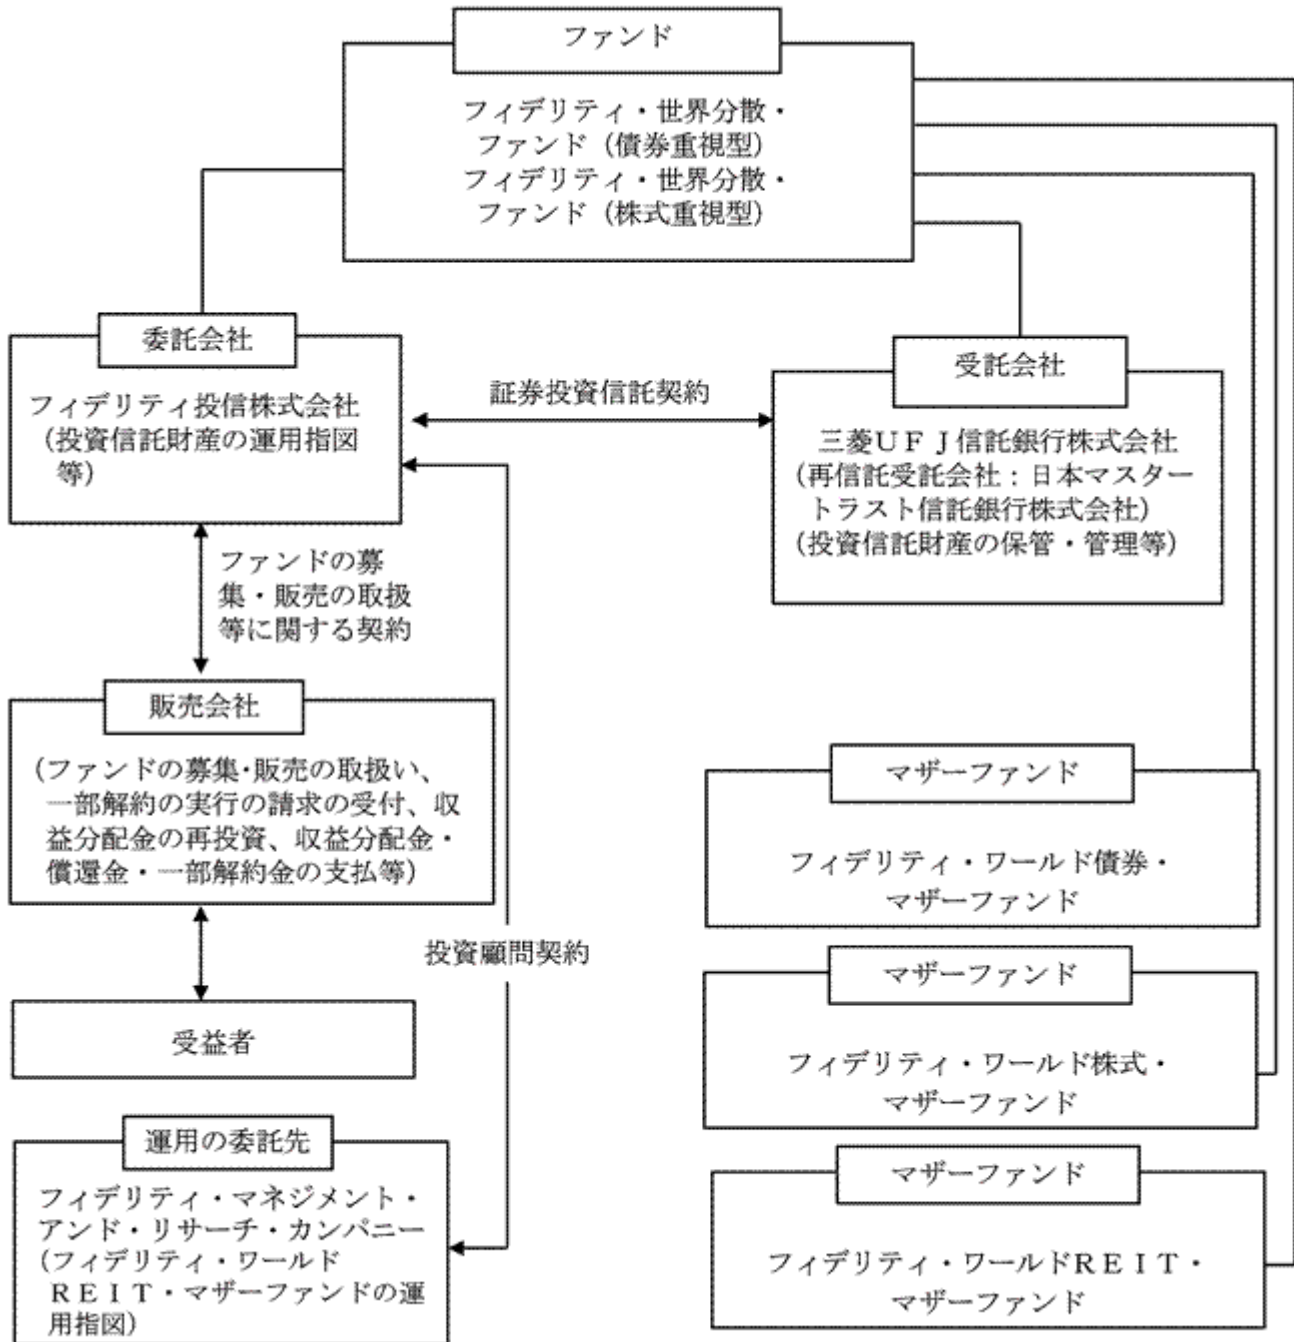 ファンド
フィデリティ・世界分散・
ファンド（債券重視型）
フィデリティ・世界分散・
ファンド（株式重視型）
委託会社
フィデリティ投信株式会社
（投資信託財産の運用指図
等）
証券投資信託契約
受託会社
三菱ＵＦＪ信託銀行株式会社
（再信託受託会社：日本マスター
トラスト信託銀行株式会社）
（投資信託財産の保管・管理等）
ファンドの募
集・販売の取扱
等に関する契約
販売会社
（ファンドの募集・販売の取扱い、
一部解約の実行の請求の受付、収
益分配金の再投資、収益分配金・
償還金・一部解約金の支払等）
投資顧問契約
受益者
運用の委託先
フィデリティ・マネジメント・
アンド・リサーチ・カンパニー
（フィデリティ・ワールド
ＲＥＩＴ・マザーファンドの運
用指図）
マザーファンド
フィデリティ・ワールド債券・
マザーファンド
マザーファンド
フィデリティ・ワールド株式・
マザーファンド
マザーファンド
フィデリティ・ワールドＲＥＩＴ・
マザーファンド